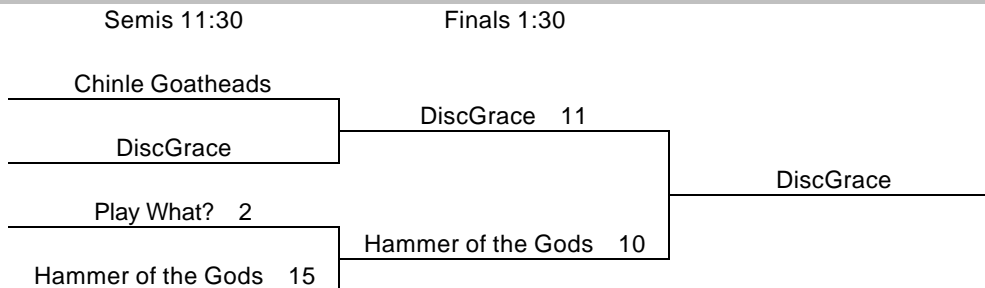 Semis 11:30 Finals 1:30
Chinle Goatheads
DiscGrace 11
DiscGrace
DiscGrace
Play What? 2
Hammer of the Gods 10
Hammer of the Gods 15